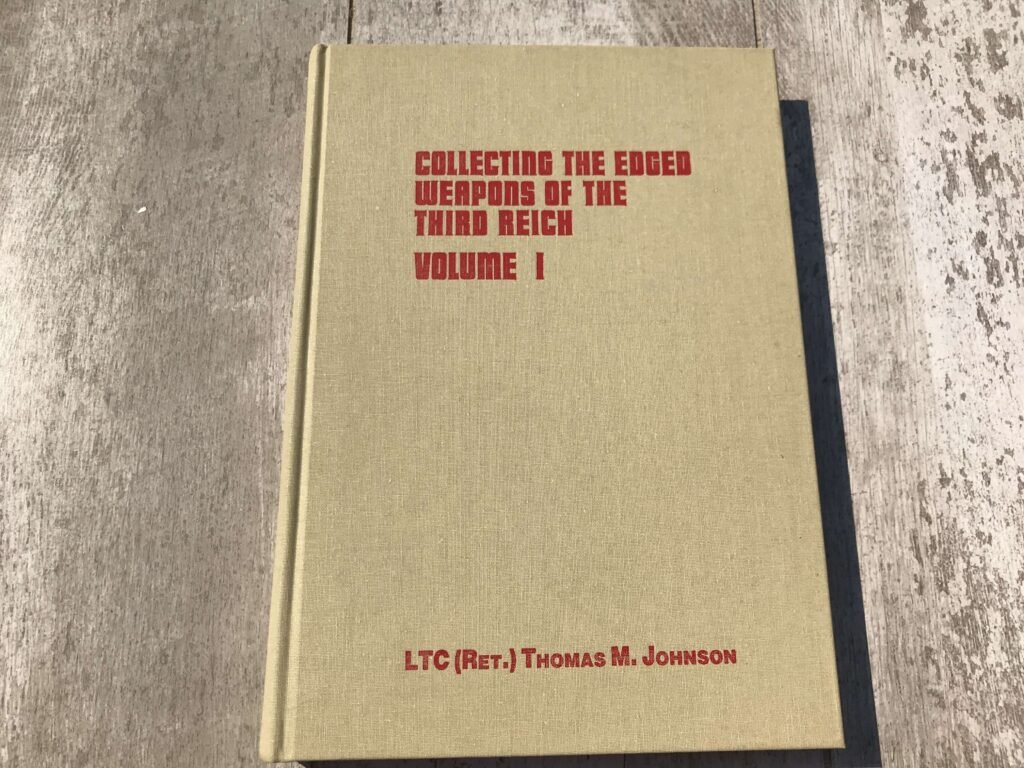 COLLECTING THE EDGED
WEAPONS OF THE
THIRD REICH
VOLUME I
LTC (RET.) THOMAS M. JOHNSON